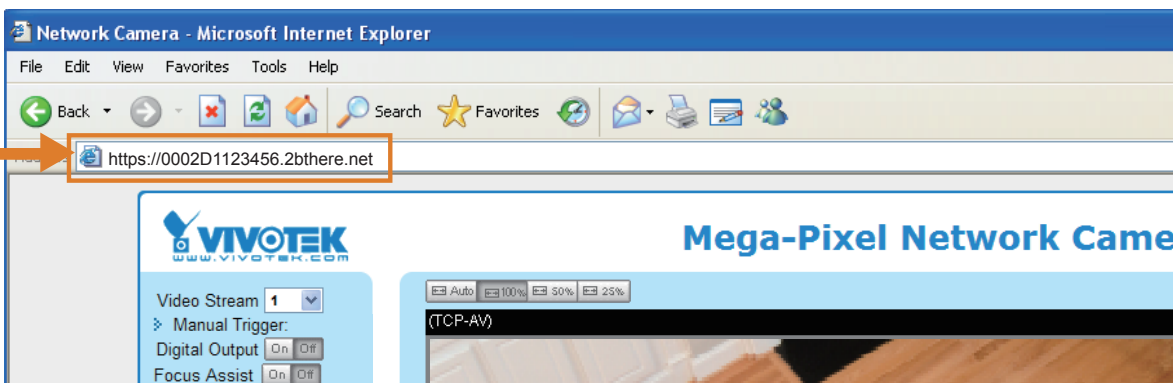 Network Camera - Microsoft Internet Explorer
File Edit View Favorites Tools Help
Back Search Favorites
https://0002D1123456.2bthere.net
VIVOTEK
www.vivotek.com
Mega-Pixel Network Came
Auto 100% 50% 25%
Video Stream 1
(TCP-AV)
Manual Trigger:
Digital Output On Off
Focus Assist On Off